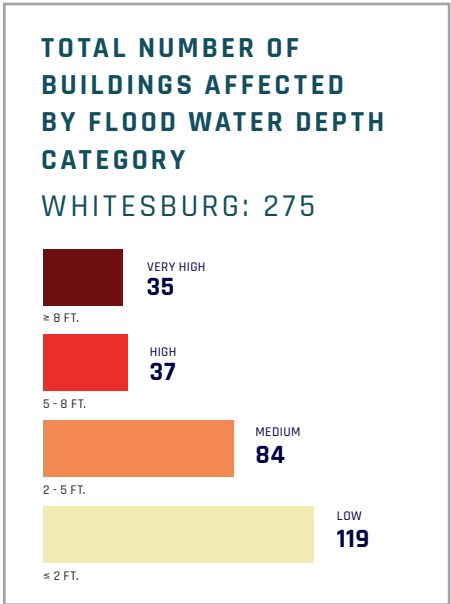 TOTAL NUMBER OF
BUILDINGS AFFECTED
BY FLOOD WATER DEPTH
CATEGORY
WHITESBURG: 275
VERY HIGH
35
≥ 8 FT.
HIGH
37
5 - 8 FT.
MEDIUM
84
2 - 5 FT.
LOW
119
≤ 2 FT.